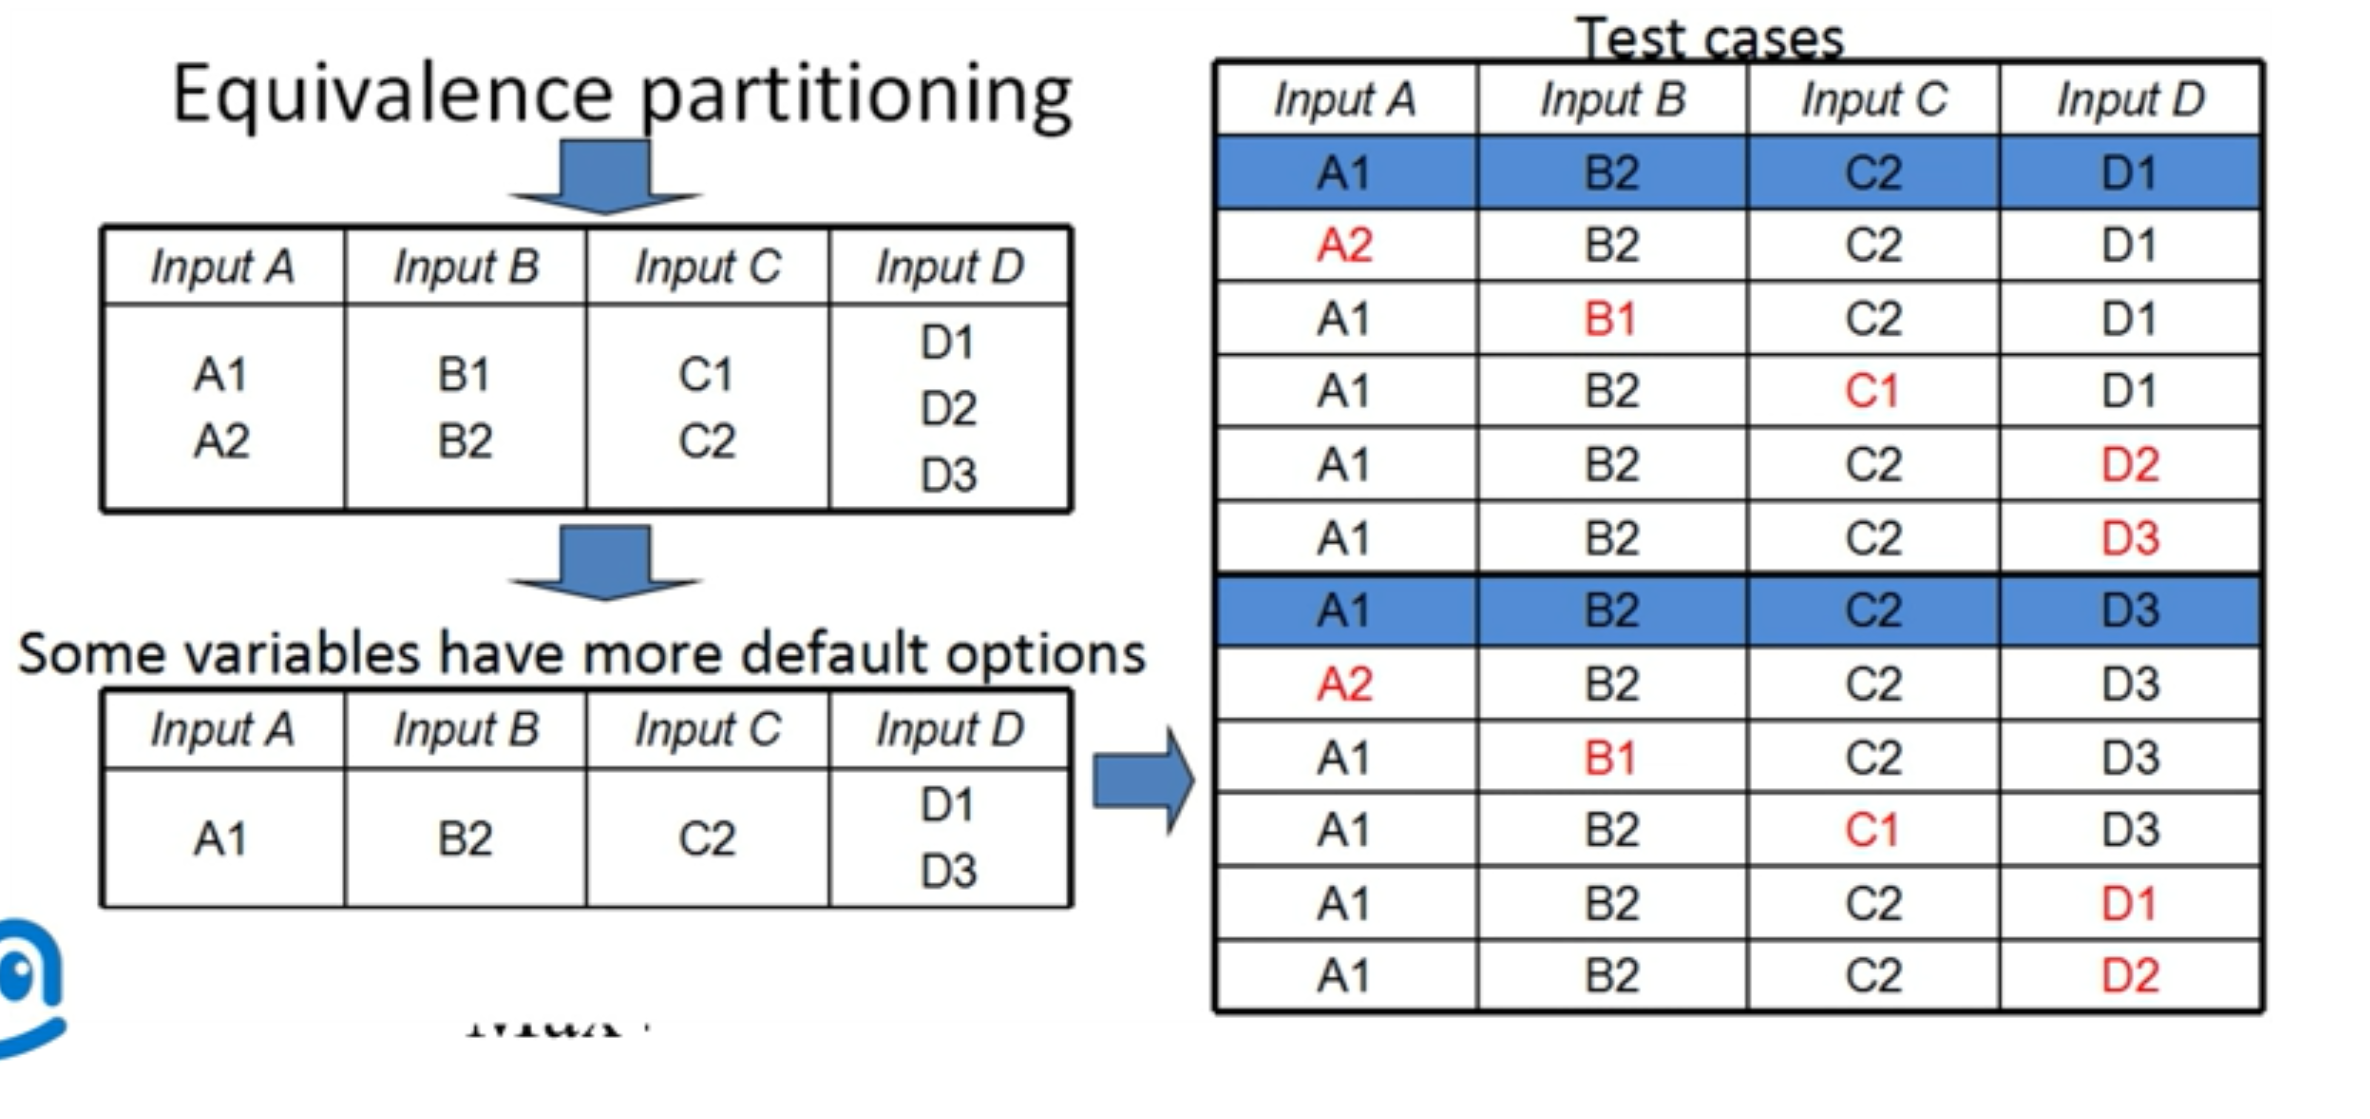 Equivalence partitioning
Input A Input B Input C Input D
A1 B1 C1 D1
A2 B2 C2 D2
D3
Some variables have more default options
Input A Input B Input C Input D
A1 B2 C2 D1
D3
Test cases
Input A Input B Input C Input D
A1 B2 C2 D1
A2 B2 C2 D1
A1 B1 C2 D1
A1 B2 C1 D1
A1 B2 C2 D2
A1 B2 C2 D3
A1 B2 C2 D3
A2 B2 C2 D3
A1 B1 C2 D3
A1 B2 C1 D3
A1 B2 C2 D1
A1 B2 C2 D2